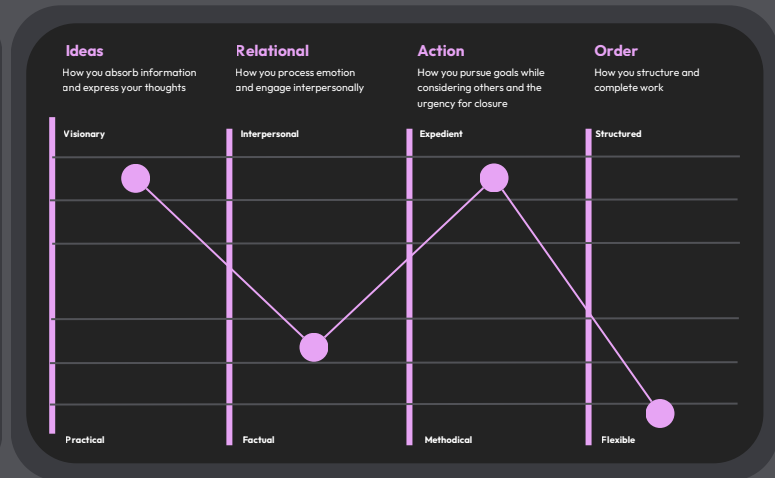 Ideas
How you absorb information
and express your thoughts
Relational
How you process emotion
and engage interpersonally
Action
How you pursue goals while
considering others and the
urgency for closure
Order
How you structure and
complete work
Visionary
Interpersonal
Expedient
Structured
Practical
Factual
Methodical
Flexible